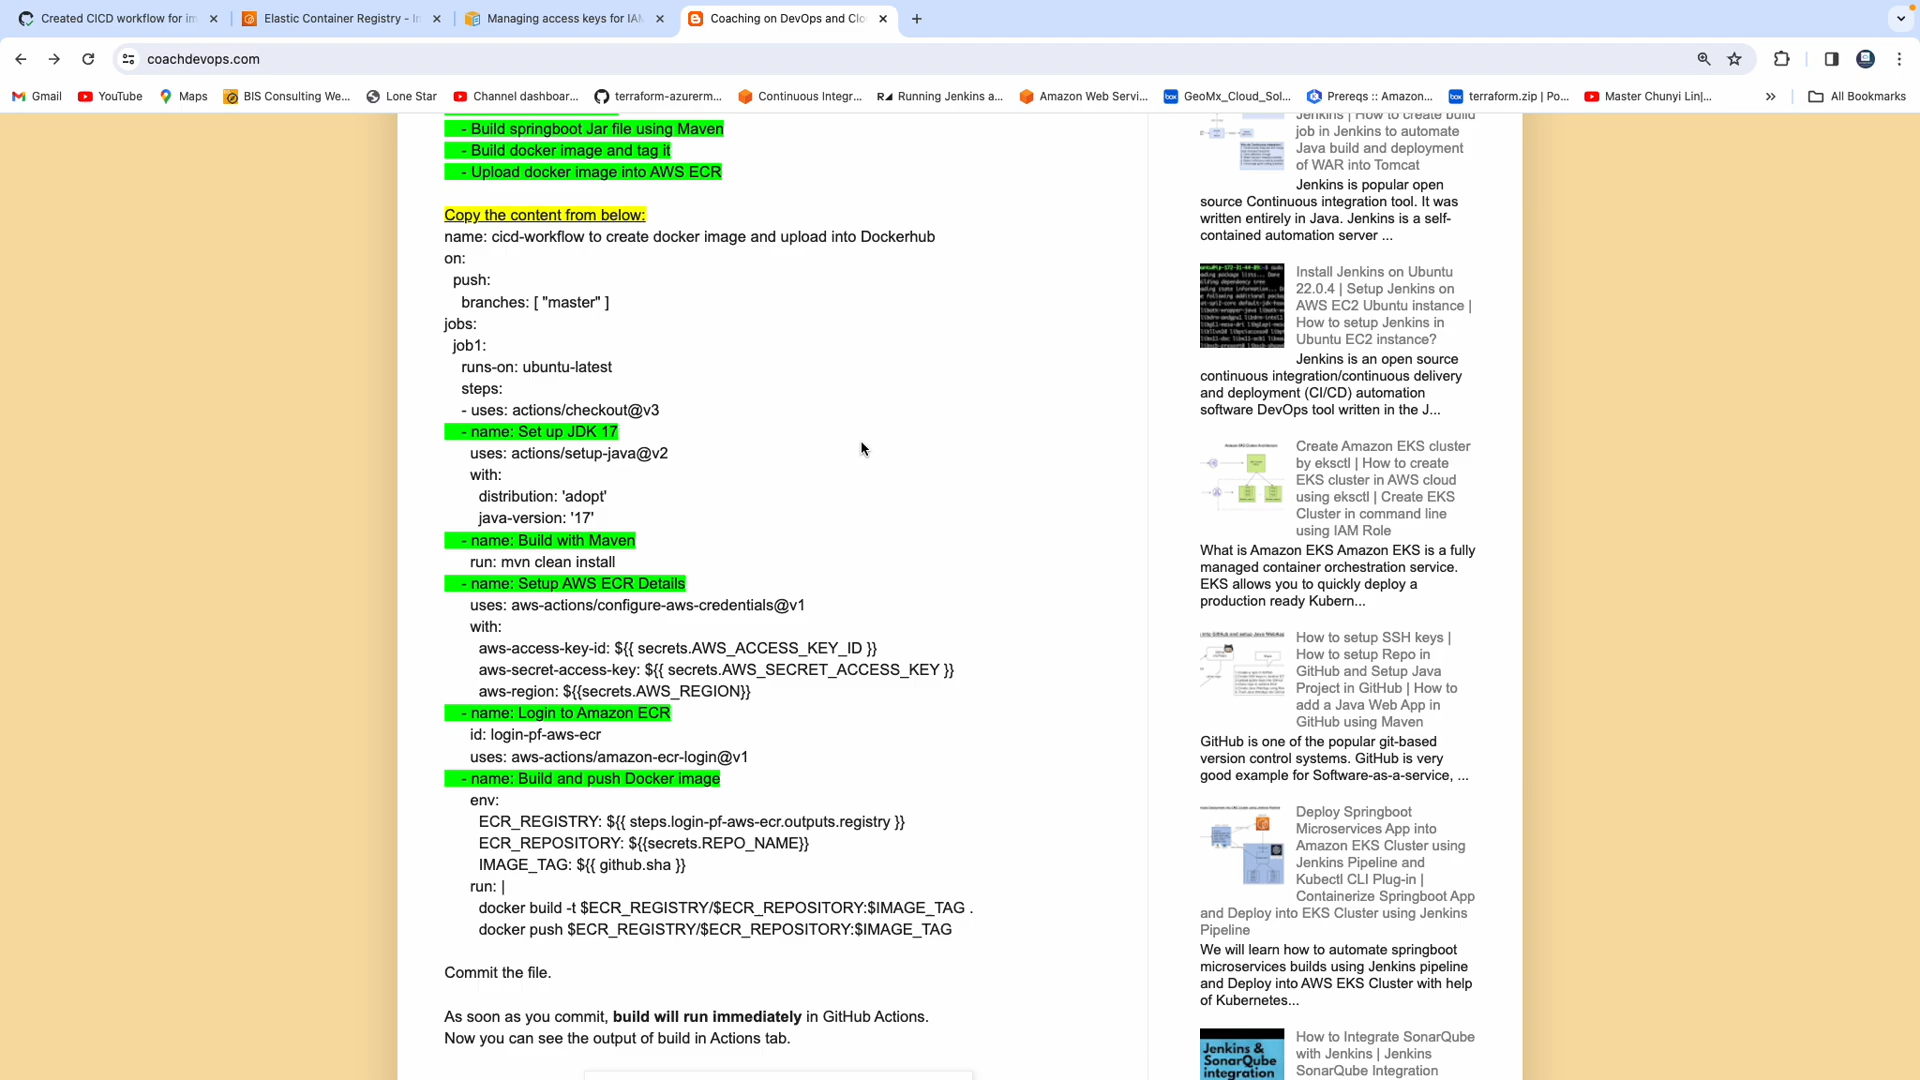 Created CICD workflow for im
Elastic Container Registry - In
Managing access keys for IAM
Coaching on DevOps and Clo
coachdevops.com
Gmail
YouTube
Maps
BIS Consulting We...
Lone Star
Channel dashboar...
terraform-azurerm...
Continuous Integr...
Running Jenkins a...
Amazon Web Servi...
GeoMx_Cloud_Sol...
Prereqs :: Amazon...
terraform.zip | Po...
Master Chunyi Lin|...
All Bookmarks
- Build springboot Jar file using Maven
- Build docker image and tag it
- Upload docker image into AWS ECR
Copy the content from below:
name: cicd-workflow to create docker image and upload into Dockerhub
on:
push:
branches: [ "master" ]
jobs:
job1:
runs-on: ubuntu-latest
steps:
- uses: actions/checkout@v3
- name: Set up JDK 17
uses: actions/setup-java@v2
with:
distribution: 'adopt'
java-version: '17'
- name: Build with Maven
run: mvn clean install
- name: Setup AWS ECR Details
uses: aws-actions/configure-aws-credentials@v1
with:
aws-access-key-id: ${{ secrets.AWS_ACCESS_KEY_ID }}
aws-secret-access-key: ${{ secrets.AWS_SECRET_ACCESS_KEY }}
aws-region: ${{secrets.AWS_REGION}}
- name: Login to Amazon ECR
id: login-pf-aws-ecr
uses: aws-actions/amazon-ecr-login@v1
- name: Build and push Docker image
env:
ECR_REGISTRY: ${{ steps.login-pf-aws-ecr.outputs.registry }}
ECR_REPOSITORY: ${{secrets.REPO_NAME}}
IMAGE_TAG: ${{ github.sha }}
run: |
docker build -t $ECR_REGISTRY/$ECR_REPOSITORY:$IMAGE_TAG .
docker push $ECR_REGISTRY/$ECR_REPOSITORY:$IMAGE_TAG
Commit the file.
As soon as you commit, build will run immediately in GitHub Actions.
Now you can see the output of build in Actions tab.
Jenkins | How to create build
job in Jenkins to automate
Java build and deployment
of WAR into Tomcat
Jenkins is popular open
source Continuous integration tool. It was
written entirely in Java. Jenkins is a self-
contained automation server ...
Install Jenkins on Ubuntu
22.0.4 | Setup Jenkins on
AWS EC2 Ubuntu instance |
How to setup Jenkins in
Ubuntu EC2 instance?
Jenkins is an open source
continuous integration/continuous delivery
and deployment (CI/CD) automation
software DevOps tool written in the J...
Create Amazon EKS cluster
by eksctl | How to create
EKS cluster in AWS cloud
using eksctl | Create EKS
Cluster in command line
using IAM Role
What is Amazon EKS Amazon EKS is a fully
managed container orchestration service.
EKS allows you to quickly deploy a
production ready Kubern...
How to setup SSH keys |
How to setup Repo in
GitHub and Setup Java
Project in GitHub | How to
add a Java Web App in
GitHub using Maven
GitHub is one of the popular git-based
version control systems. GitHub is very
good example for Software-as-a-service, ...
Deploy Springboot
Microservices App into
Amazon EKS Cluster using
Jenkins Pipeline and
Kubectl CLI Plug-in |
Containerize Springboot App
and Deploy into EKS Cluster using Jenkins
Pipeline
We will learn how to automate springboot
microservices builds using Jenkins pipeline
and Deploy into AWS EKS Cluster with help
of Kubernetes...
Jenkins &
SonarQube
integration
How to Integrate SonarQube
with Jenkins | Jenkins
SonarQube Integration